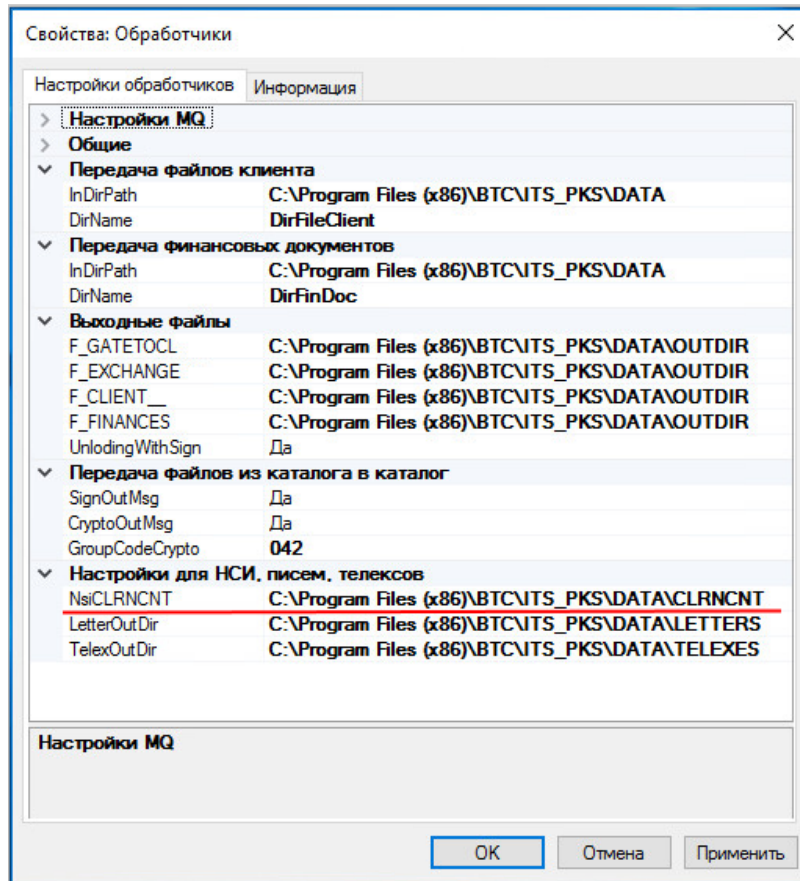 Свойства: Обработчики
Настройки обработчиков Информация
Настройки MQ
Общие
Передача файлов клиента
InDirPath C:\Program Files (x86)\BTC\ITS_PKS\DATA
DirName DirFileClient
Передача финансовых документов
InDirPath C:\Program Files (x86)\BTC\ITS_PKS\DATA
DirName DirFinDoc
Выходные файлы
F_GATETOCL C:\Program Files (x86)\BTC\ITS_PKS\DATA\OUTDIR
F_EXCHANGE C:\Program Files (x86)\BTC\ITS_PKS\DATA\OUTDIR
F_CLIENT__ C:\Program Files (x86)\BTC\ITS_PKS\DATA\OUTDIR
F_FINANCES C:\Program Files (x86)\BTC\ITS_PKS\DATA\OUTDIR
UnlodingWithSign Да
Передача файлов из каталога в каталог
SignOutMsg Да
CryptoOutMsg Да
GroupCodeCrypto 042
Настройки для НСИ, писем, телексов
NsiCLRNCNT C:\Program Files (x86)\BTC\ITS_PKS\DATA\CLRNCNT
LetterOutDir C:\Program Files (x86)\BTC\ITS_PKS\DATA\LETTERS
TelexOutDir C:\Program Files (x86)\BTC\ITS_PKS\DATA\TELEXES
Настройки MQ
OK Отмена Применить